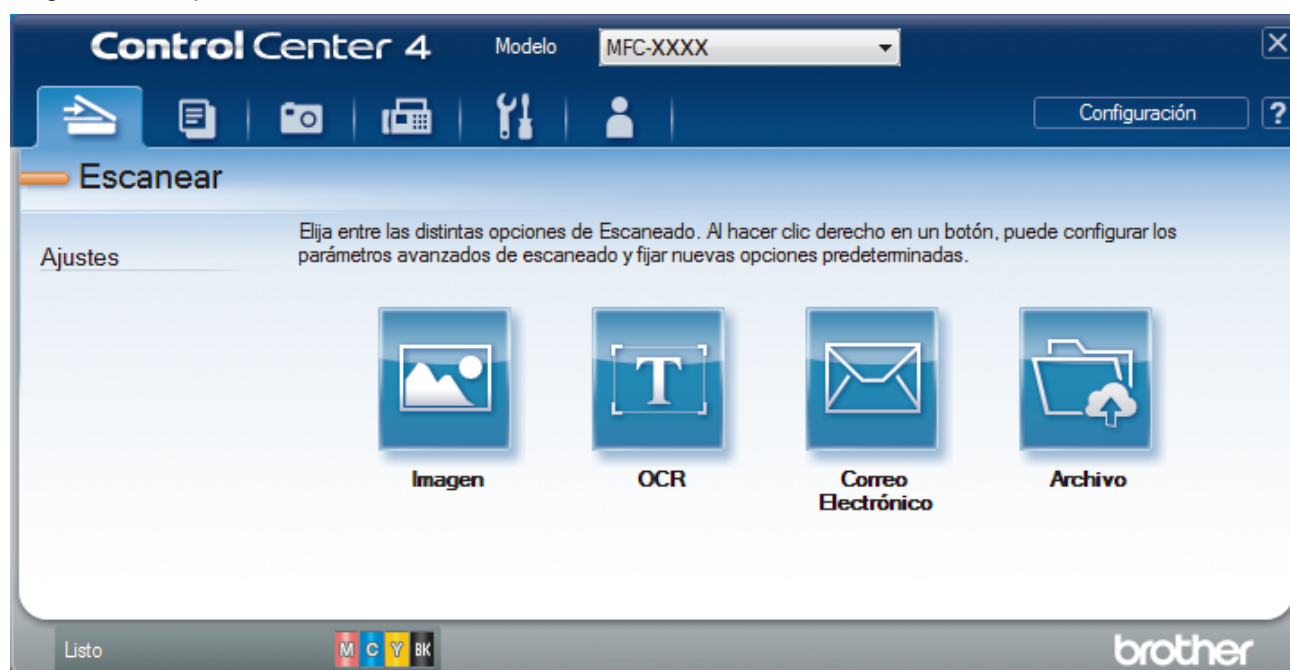 Control Center 4
Modelo
MFC-XXXX
Configuración
?
Escanear
Ajustes
Elija entre las distintas opciones de Escaneado. Al hacer clic derecho en un botón, puede configurar los
parámetros avanzados de escaneado y fijar nuevas opciones predeterminadas.
T
Imagen
OCR
Correo
Electrónico
Archivo
Listo
M C Y BK
brother